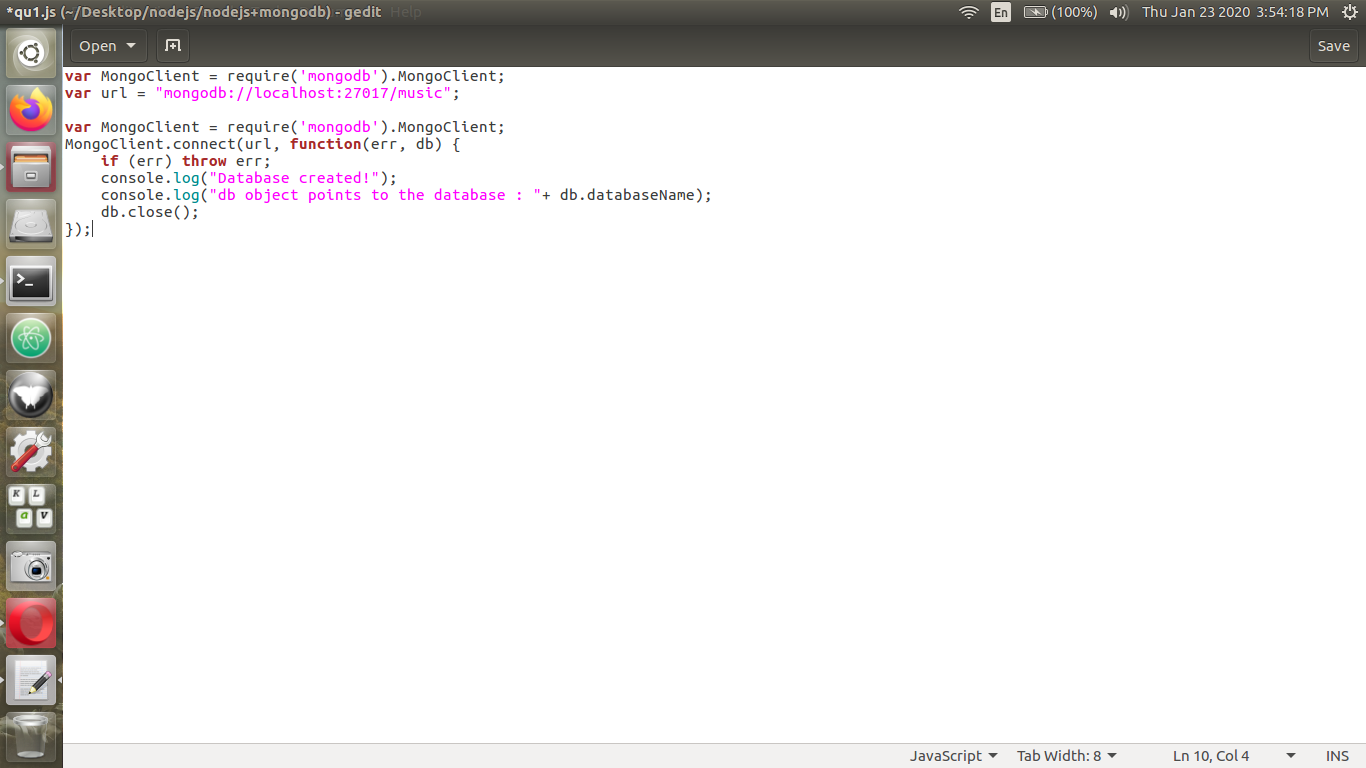 *qu1.js (~/Desktop/nodejs/nodejs+mongodb) - gedit Help
En (100%) Thu Jan 23 2020 3:54:18 PM
Open Save
var MongoClient = require('mongodb').MongoClient;
var url = "mongodb://localhost:27017/music";
var MongoClient = require('mongodb').MongoClient;
MongoClient.connect(url, function(err, db) {
    if (err) throw err;
    console.log("Database created!");
    console.log("db object points to the database : "+ db.databaseName);
    db.close();
});
K L
a V
JavaScript Tab Width: 8 Ln 10, Col 4 INS